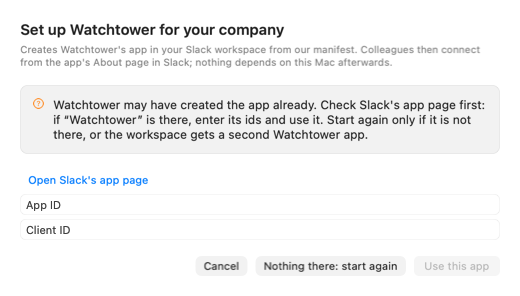 Set up Watchtower for your company
Creates Watchtower's app in your Slack workspace from our manifest. Colleagues then connect
from the app's About page in Slack; nothing depends on this Mac afterwards.
Watchtower may have created the app already. Check Slack's app page first:
if “Watchtower” is there, enter its ids and use it. Start again only if it is not
there, or the workspace gets a second Watchtower app.
Open Slack's app page
App ID
Client ID
Cancel
Nothing there: start again
Use this app